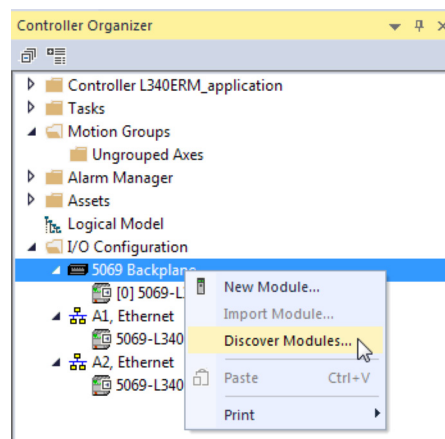 Controller Organizer
Controller L340ERM_application
Tasks
Motion Groups
Ungrouped Axes
Alarm Manager
Assets
Logical Model
I/O Configuration
5069 Backplane
[0] 5069-L
New Module...
A1, Ethernet
Import Module...
5069-L340
Discover Modules...
A2, Ethernet
5069-L340
Paste Ctrl+V
Print